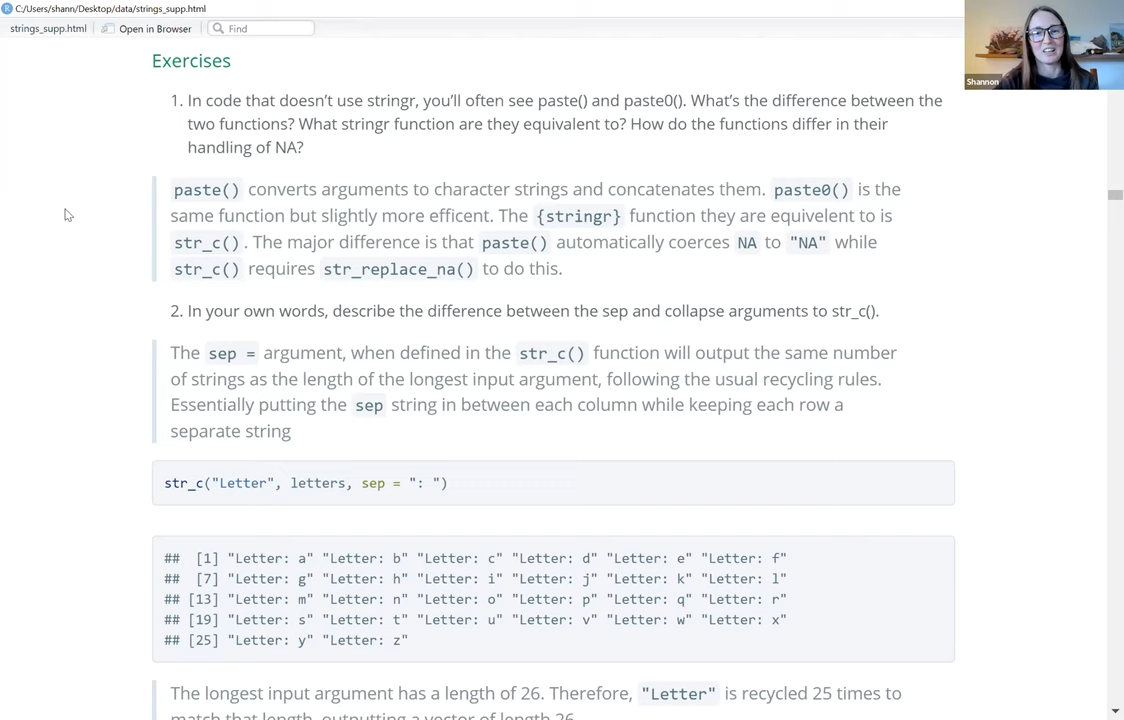 C:/Users/shann/Desktop/data/strings_supp.html
strings_supp.html Open in Browser Find
Shannon
Exercises
1. In code that doesn’t use stringr, you’ll often see paste() and paste0(). What’s the difference between the
two functions? What stringr function are they equivalent to? How do the functions differ in their
handling of NA?
paste() converts arguments to character strings and concatenates them. paste0() is the
same function but slightly more efficent. The {stringr} function they are equivelent to is
str_c(). The major difference is that paste() automatically coerces NA to "NA" while
str_c() requires str_replace_na() to do this.
2. In your own words, describe the difference between the sep and collapse arguments to str_c().
The sep = argument, when defined in the str_c() function will output the same number
of strings as the length of the longest input argument, following the usual recycling rules.
Essentially putting the sep string in between each column while keeping each row a
separate string
str_c("Letter", letters, sep = ": ")
## [1] "Letter: a" "Letter: b" "Letter: c" "Letter: d" "Letter: e" "Letter: f"
## [7] "Letter: g" "Letter: h" "Letter: i" "Letter: j" "Letter: k" "Letter: l"
## [13] "Letter: m" "Letter: n" "Letter: o" "Letter: p" "Letter: q" "Letter: r"
## [19] "Letter: s" "Letter: t" "Letter: u" "Letter: v" "Letter: w" "Letter: x"
## [25] "Letter: y" "Letter: z"
The longest input argument has a length of 26. Therefore, "Letter" is recycled 25 times to
match that length, outputting a vector of length 26